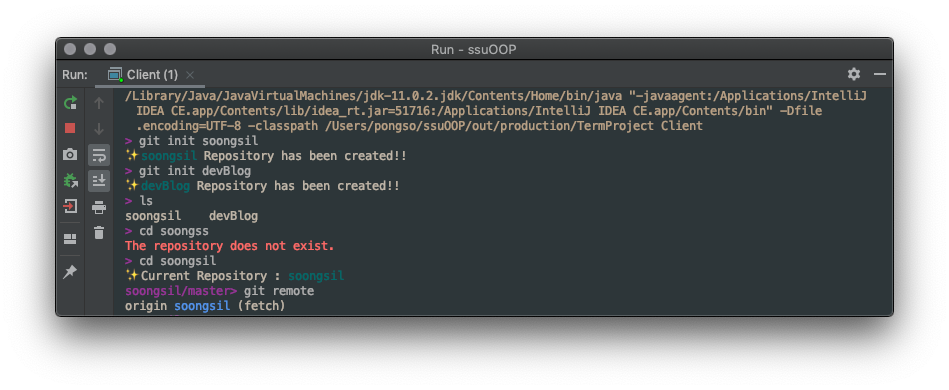 Run - ssuOOP
Run: Client (1)
/Library/Java/JavaVirtualMachines/jdk-11.0.2.jdk/Contents/Home/bin/java "-javaagent:/Applications/IntelliJ
IDEA CE.app/Contents/lib/idea_rt.jar=51716:/Applications/IntelliJ IDEA CE.app/Contents/bin" -Dfile
.encoding=UTF-8 -classpath /Users/pongso/ssuOOP/out/production/TermProject Client
> git init soongsil
✨soongsil Repository has been created!!
> git init devBlog
✨devBlog Repository has been created!!
> ls
soongsil    devBlog
> cd soongss
The repository does not exist.
> cd soongsil
✨Current Repository : soongsil
soongsil/master> git remote
origin soongsil (fetch)